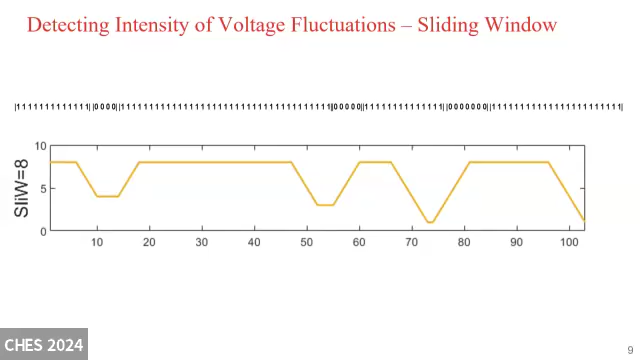 Detecting Intensity of Voltage Fluctuations – Sliding Window
SliW=8
10
5
0
10 20 30 40 50 60 70 80 90 100
CHES 2024
9